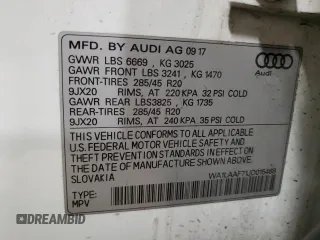 MFD. BY AUDI AG 09 17
GVWR LBS 6669 , KG 3025
GAWR FRONT LBS 3241 , KG 1470
FRONT-TIRES 285/45 R20
9JX20 RIMS, AT 220 KPA. 32 PSI COLD
GAWR REAR LBS3825 , KG 1735
REAR-TIRES 285/45 R20
9JX20 RIMS, AT 240 KPA. 35 PSI COLD
Audi
THIS VEHICLE CONFORMS TO ALL APPLICABLE
U.S. FEDERAL MOTOR VEHICLE SAFETY
STANDARDS IN EFFECT ON
THE DATE OF MANUFACTURE SHOWN ABOVE.
SLOVAKIA
TYPE:
MPV
DREAMBID